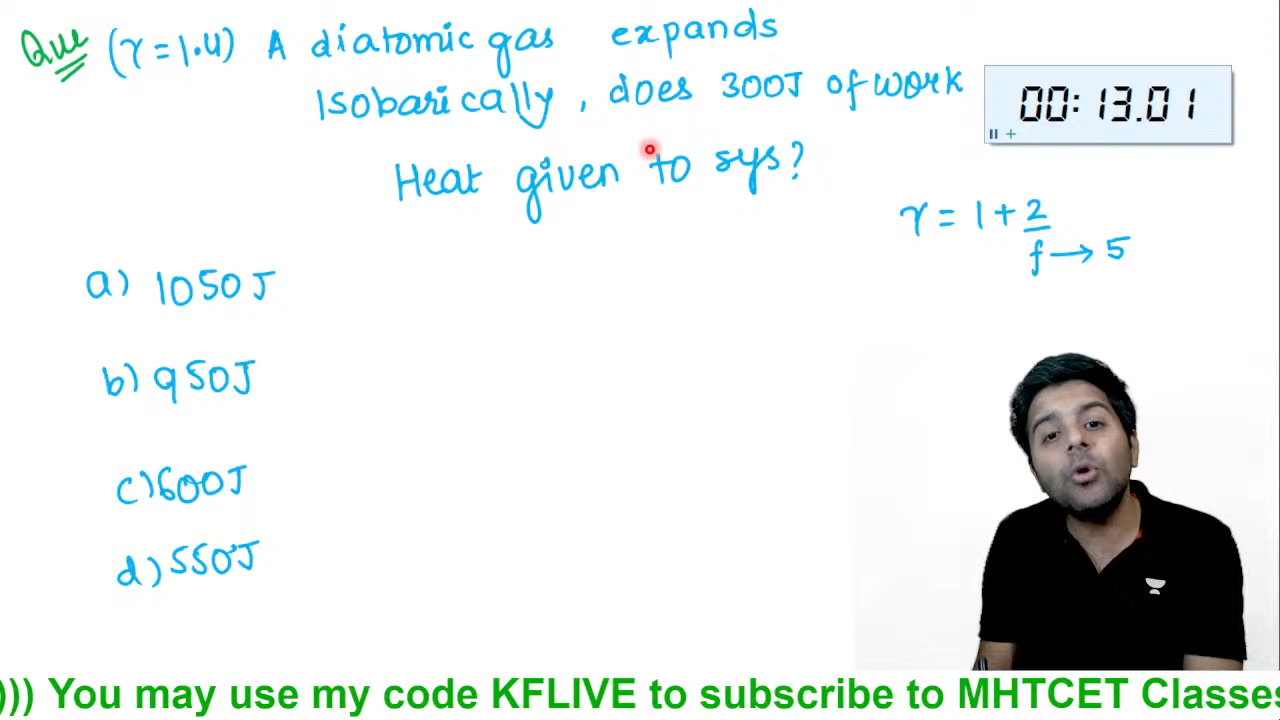 Que (γ = 1.4) A diatomic gas expands
Isobarically, does 300J of work
Heat given to sys?
00:13.01
γ = 1 + 2
f → 5
a) 1050J
b) 950J
c) 600J
d) 550J
))) You may use my code KFLIVE to subscribe to MHTCET Classes